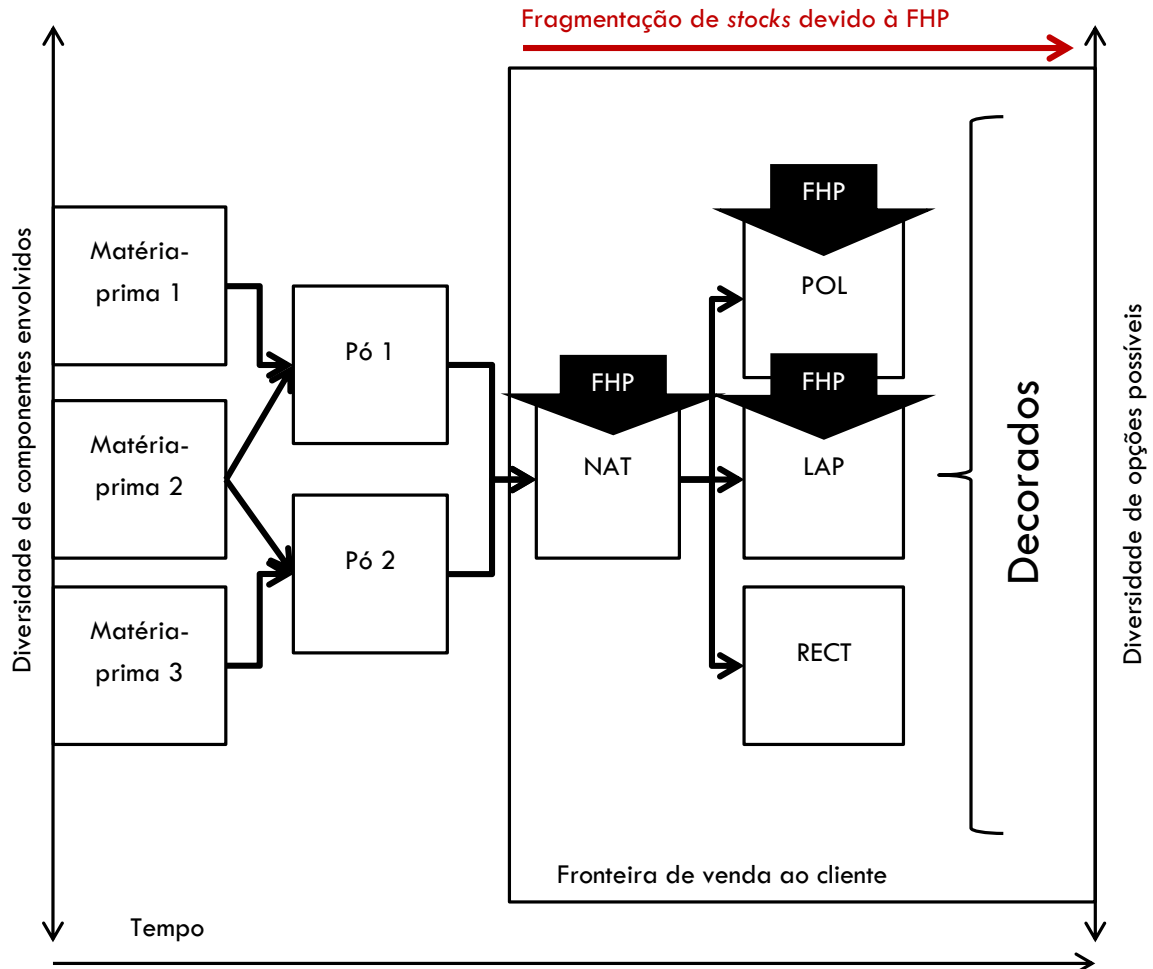 Fragmentação de stocks devido à FHP
Diversidade de componentes envolvidos
Matéria-
prima 1
Matéria-
prima 2
Matéria-
prima 3
Pó 1
Pó 2
FHP
NAT
FHP
POL
FHP
LAP
RECT
Decorados
Diversidade de opções possíveis
Fronteira de venda ao cliente
Tempo